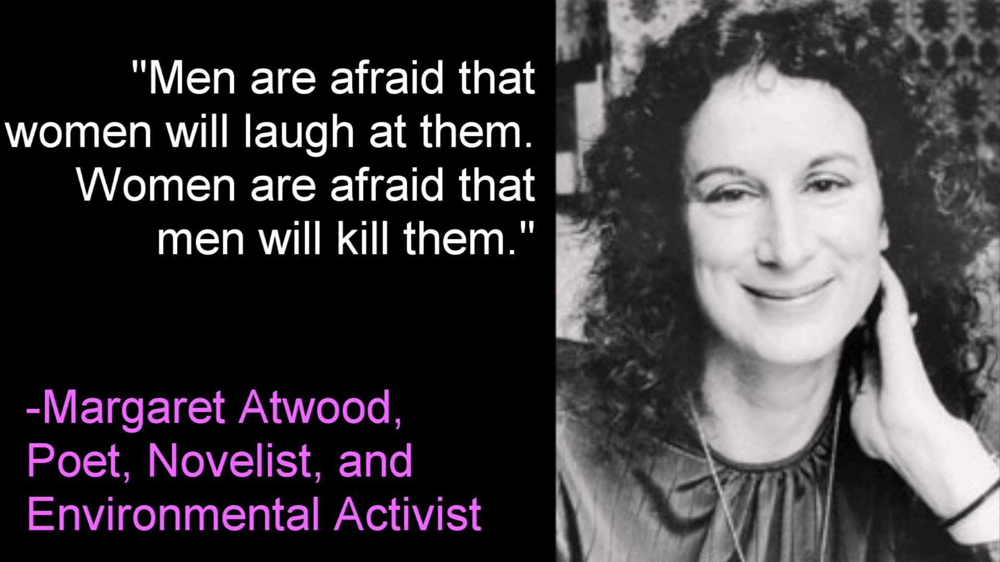 "Men are afraid that
women will laugh at them.
Women are afraid that
men will kill them."
-Margaret Atwood,
Poet, Novelist, and
Environmental Activist